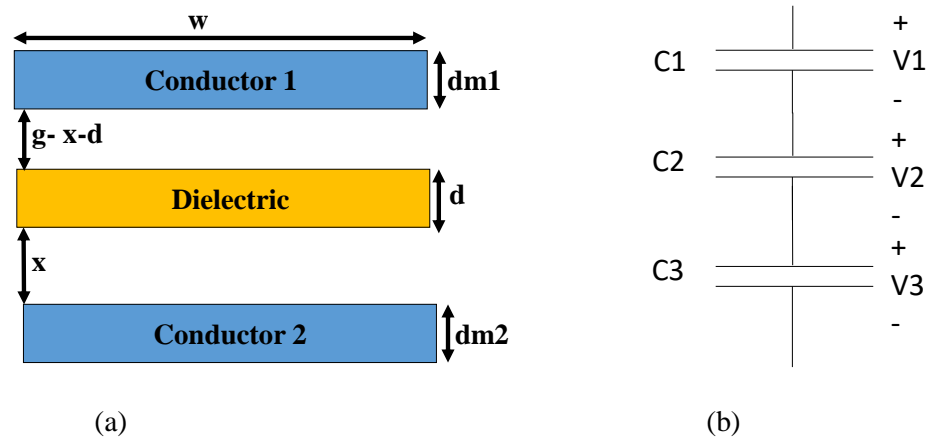 w
Conductor 1
dm1
g- x-d
Dielectric
d
x
Conductor 2
dm2
(a)
C1
+
V1
-
C2
+
V2
-
C3
+
V3
-
(b)